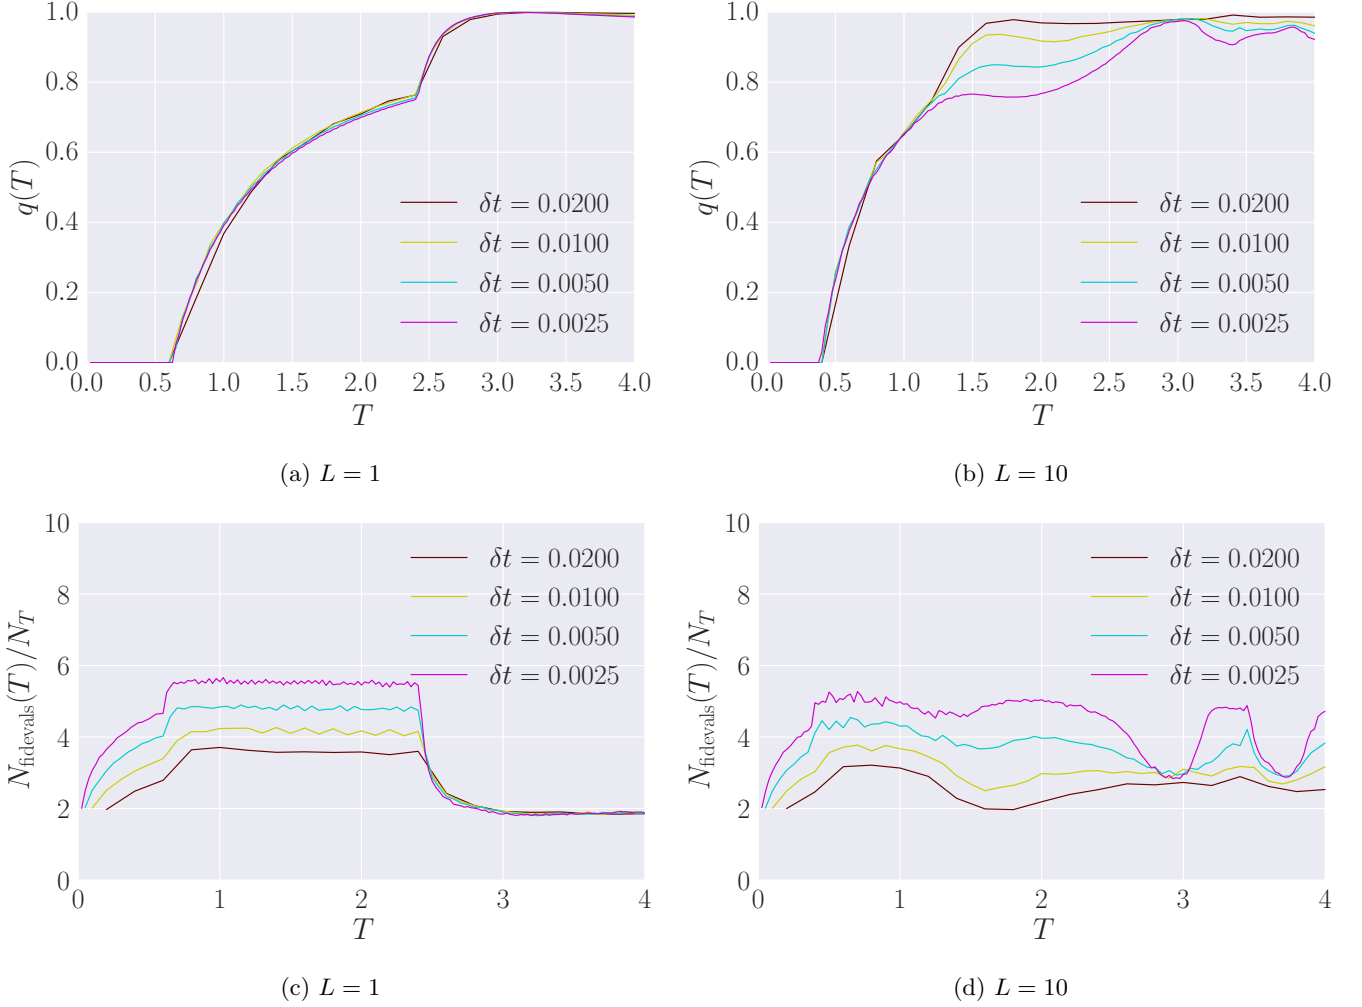 1.0
0.8
0.6
0.4
0.2
0.0
q(T)
δt = 0.0200
δt = 0.0100
δt = 0.0050
δt = 0.0025
0.0 0.5 1.0 1.5 2.0 2.5 3.0 3.5 4.0
T
(a) L = 1
1.0
0.8
0.6
0.4
0.2
0.0
q(T)
δt = 0.0200
δt = 0.0100
δt = 0.0050
δt = 0.0025
0.0 0.5 1.0 1.5 2.0 2.5 3.0 3.5 4.0
T
(b) L = 10
10
8
6
4
2
0
N_fidevals(T)/N_T
δt = 0.0200
δt = 0.0100
δt = 0.0050
δt = 0.0025
0 1 2 3 4
T
(c) L = 1
10
8
6
4
2
0
N_fidevals(T)/N_T
δt = 0.0200
δt = 0.0100
δt = 0.0050
δt = 0.0025
0 1 2 3 4
T
(d) L = 10